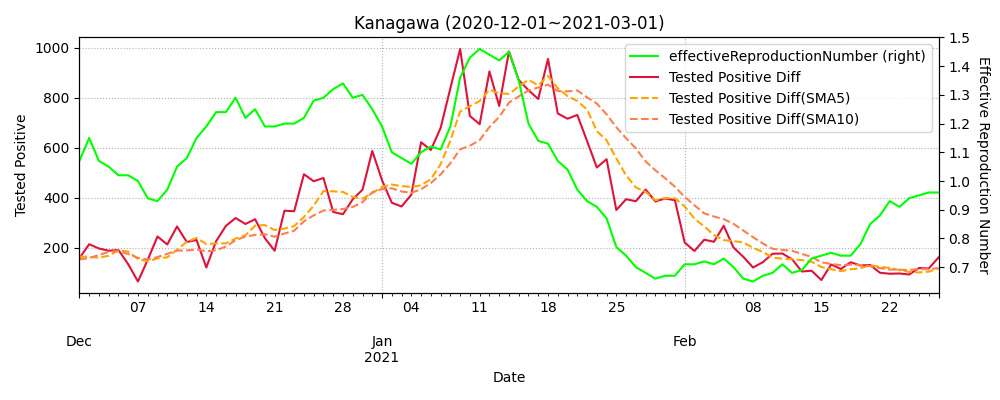 Kanagawa (2020-12-01~2021-03-01)
effectiveReproductionNumber (right)
Tested Positive Diff
Tested Positive Diff(SMA5)
Tested Positive Diff(SMA10)
Tested Positive
1000
800
600
400
200
Effective Reproduction Number
1.5
1.4
1.3
1.2
1.1
1.0
0.9
0.8
0.7
07 14 21 28 04 11 18 25 08 15 22
Dec Jan Feb
2021
Date